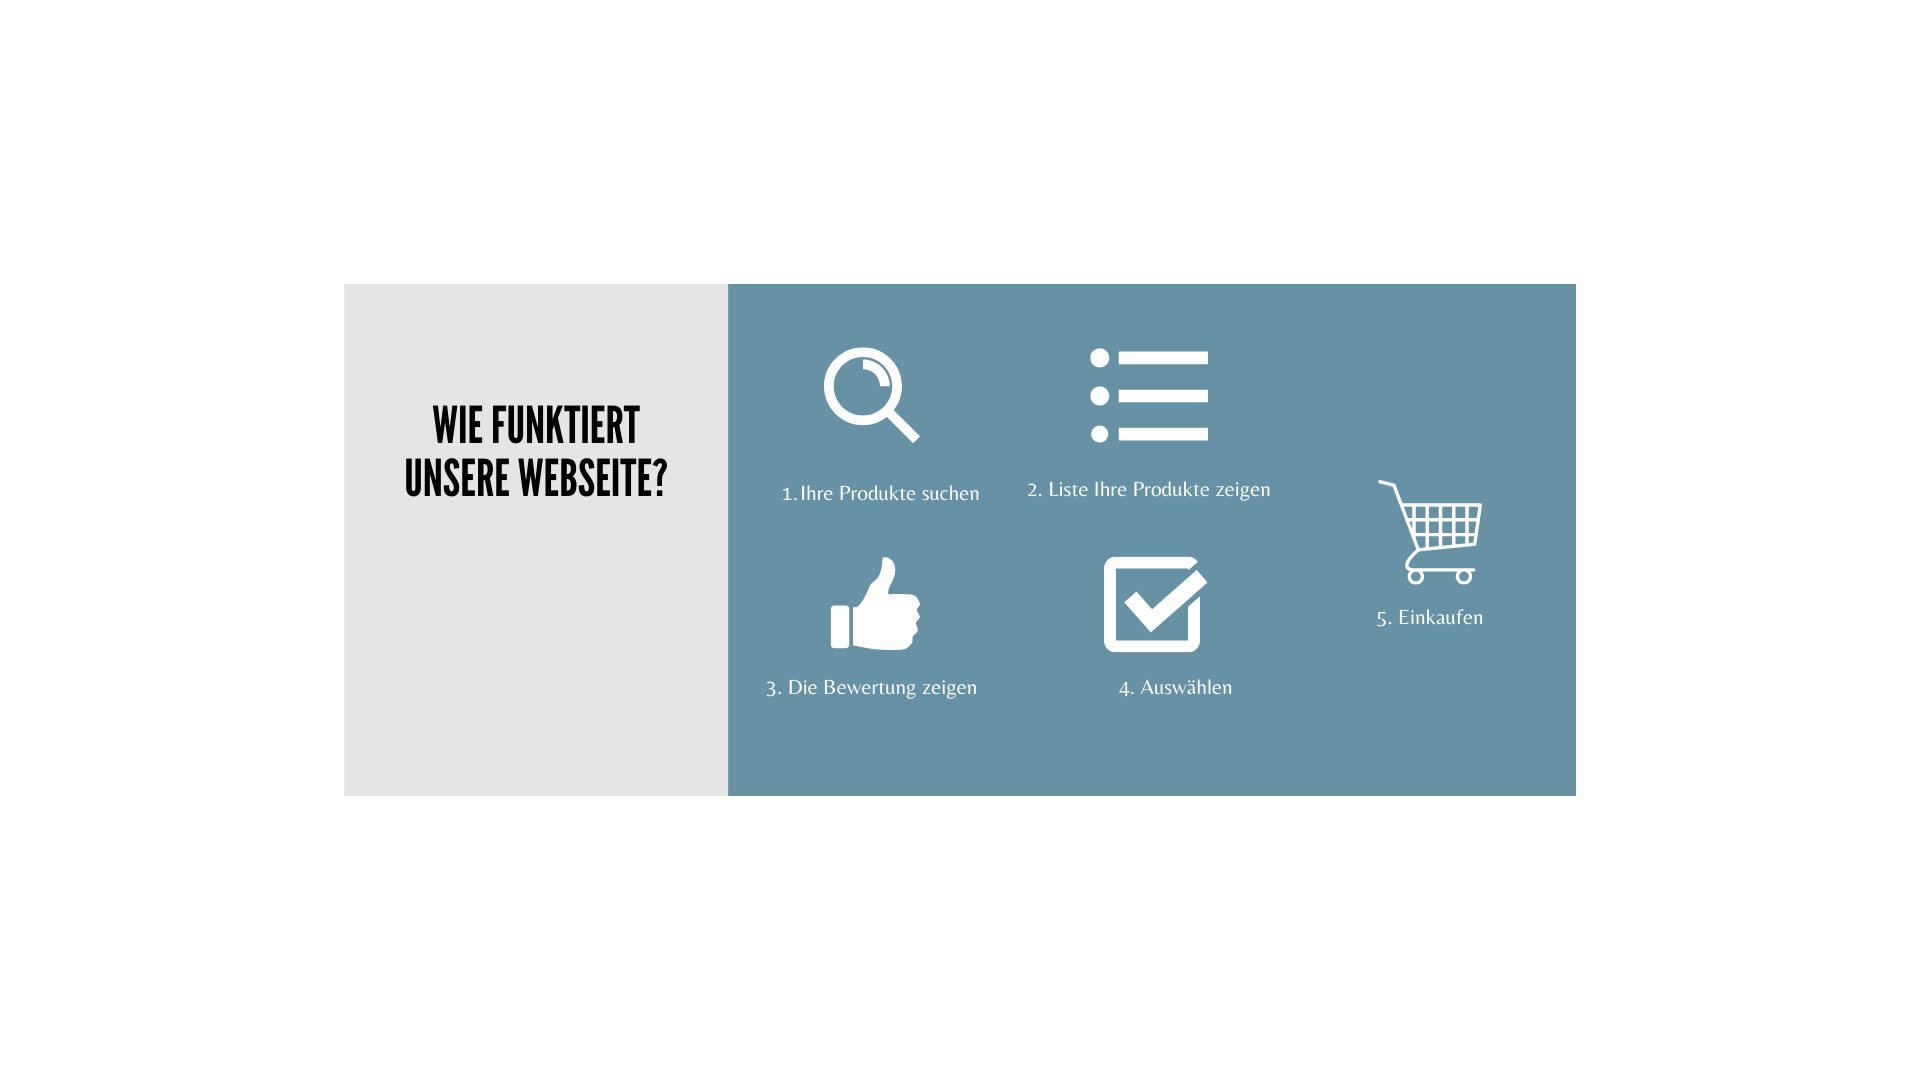 WIE FUNKTIERT
UNSERE WEBSEITE?
1. Ihre Produkte suchen
2. Liste Ihre Produkte zeigen
3. Die Bewertung zeigen
4. Auswählen
5. Einkaufen